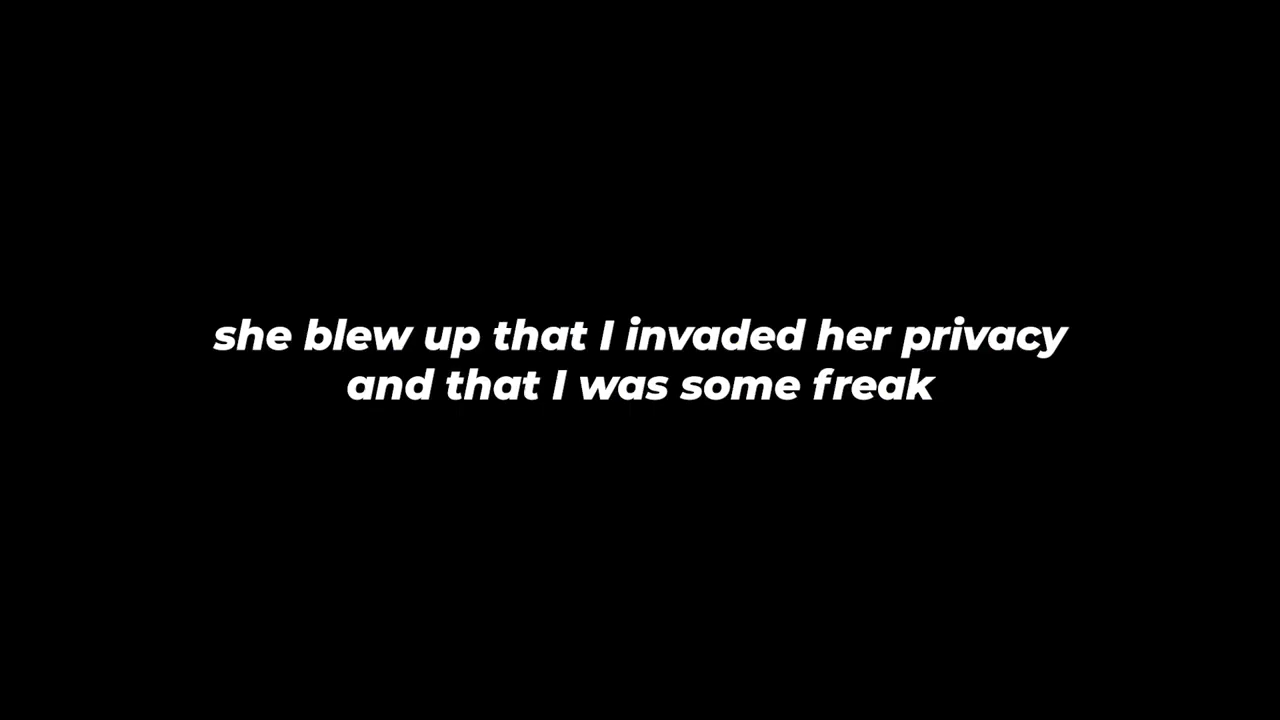 she blew up that I invaded her privacy
and that I was some freak